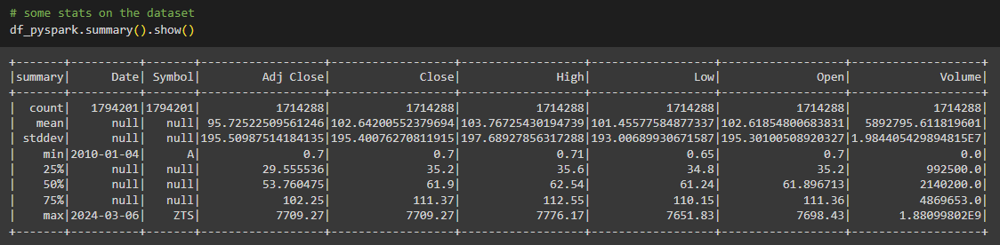 # some stats on the dataset
df_pyspark.summary().show()
+-------+----------+-------+------------------+------------------+------------------+------------------+------------------+--------------------+
|summary|      Date| Symbol|         Adj Close|             Close|              High|               Low|              Open|              Volume|
+-------+----------+-------+------------------+------------------+------------------+------------------+------------------+--------------------+
|  count|   1794201|1794201|           1714288|           1714288|           1714288|           1714288|           1714288|             1714288|
|   mean|      null|   null| 95.72522509561246|102.64200552379694|103.76725430194739|101.45577584877337|102.61854800683831|   5892795.611819601|
| stddev|      null|   null|195.50987514184135|195.40076270811915|197.68927856317288|193.00689930671587|195.30100508920327|1.9844054298948157E7|
|    min|2010-01-04|      A|               0.7|               0.7|              0.71|              0.65|               0.7|                 0.0|
|    25%|      null|   null|         29.555536|              35.2|              35.6|              34.8|              35.2|            992500.0|
|    50%|      null|   null|         53.760475|              61.9|             62.54|             61.24|         61.896713|           2140200.0|
|    75%|      null|   null|            102.25|            111.37|            112.55|            110.15|            111.36|           4869653.0|
|    max|2024-03-06|    ZTS|           7709.27|           7709.27|           7776.17|           7651.83|           7698.43|        1.88099802E9|
+-------+----------+-------+------------------+------------------+------------------+------------------+------------------+--------------------+